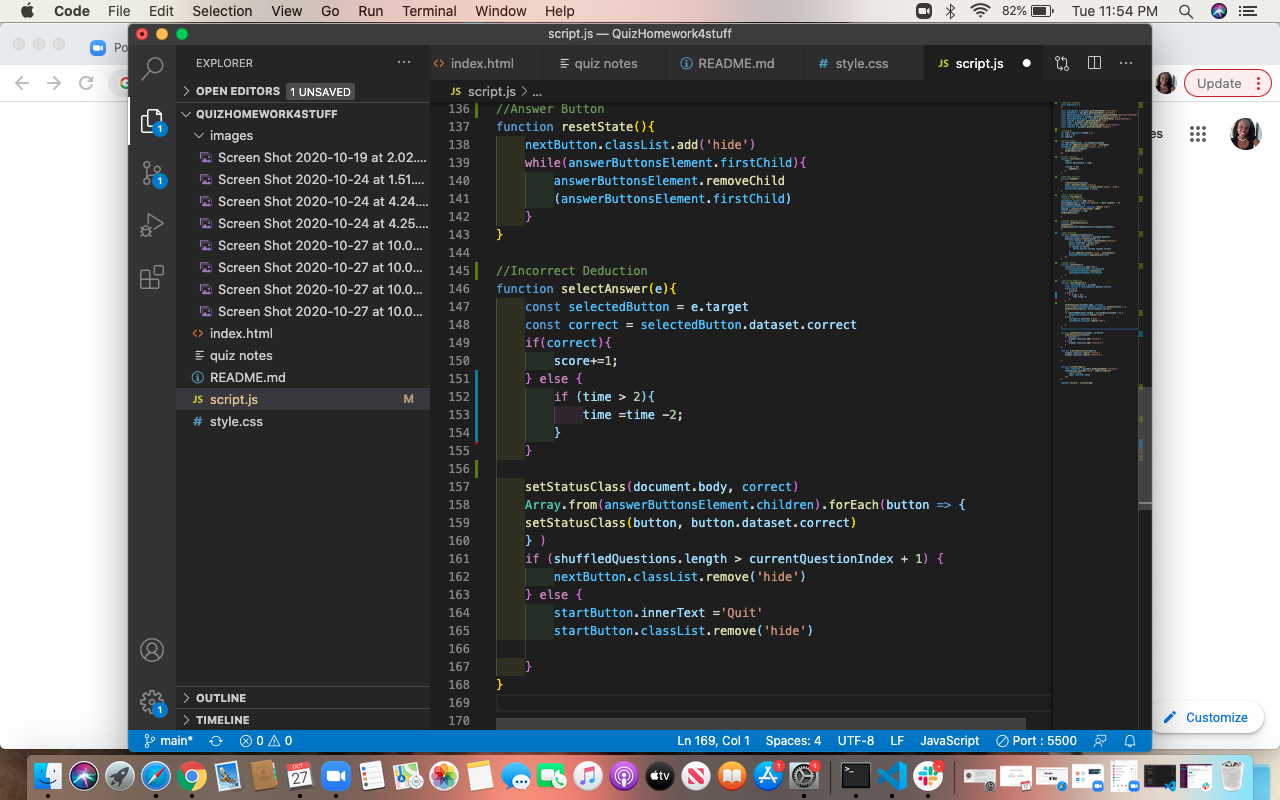 Code File Edit Selection View Go Run Terminal Window Help 82% Tue 11:54 PM
script.js — QuizHomework4stuff
Po
Update
EXPLORER
index.html quiz notes README.md # style.css JS script.js
OPEN EDITORS 1 UNSAVED
JS script.js > ...
QUIZHOMEWORK4STUFF
images
Screen Shot 2020-10-19 at 2.02....
Screen Shot 2020-10-24 at 1.51....
Screen Shot 2020-10-24 at 4.24....
Screen Shot 2020-10-24 at 4.25....
Screen Shot 2020-10-27 at 10.0...
Screen Shot 2020-10-27 at 10.0...
Screen Shot 2020-10-27 at 10.0...
Screen Shot 2020-10-27 at 10.0...
<> index.html
quiz notes
README.md
JS script.js M
# style.css
OUTLINE
TIMELINE
1
1
1
136 //Answer Button
137 function resetState(){
138 nextButton.classList.add('hide')
139 while(answerButtonsElement.firstChild){
140 answerButtonsElement.removeChild
141 (answerButtonsElement.firstChild)
142 }
143 }
144
145 //Incorrect Deduction
146 function selectAnswer(e){
147 const selectedButton = e.target
148 const correct = selectedButton.dataset.correct
149 if(correct){
150 score+=1;
151 } else {
152 if (time > 2){
153 time =time -2;
154 }
155 }
156
157 setStatusClass(document.body, correct)
158 Array.from(answerButtonsElement.children).forEach(button => {
159 setStatusClass(button, button.dataset.correct)
160 } )
161 if (shuffledQuestions.length > currentQuestionIndex + 1) {
162 nextButton.classList.remove('hide')
163 } else {
164 startButton.innerText ='Quit'
165 startButton.classList.remove('hide')
166
167 }
168 }
169
170
es
Customize
main* 0 0 Ln 169, Col 1 Spaces: 4 UTF-8 LF JavaScript Port : 5500
OCT
27
tv
1
1